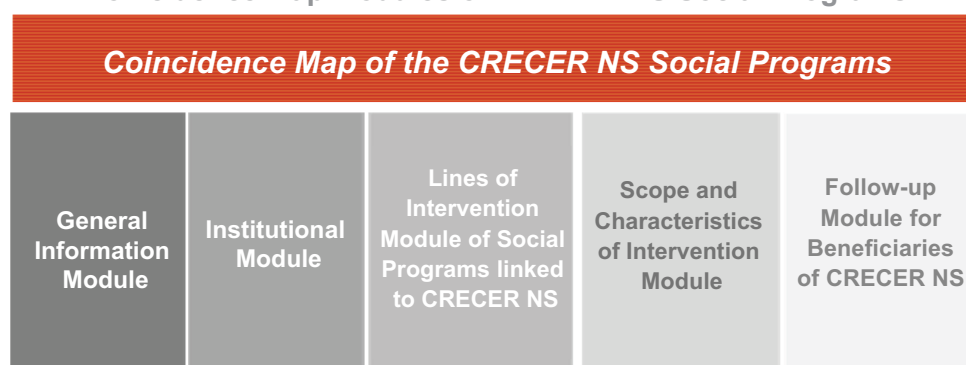 Coincidence Map of the CRECER NS Social Programs
General
Information
Module
Institutional
Module
Lines of
Intervention
Module of Social
Programs linked
to CRECER NS
Scope and
Characteristics
of Intervention
Module
Follow-up
Module for
Beneficiaries
of CRECER NS